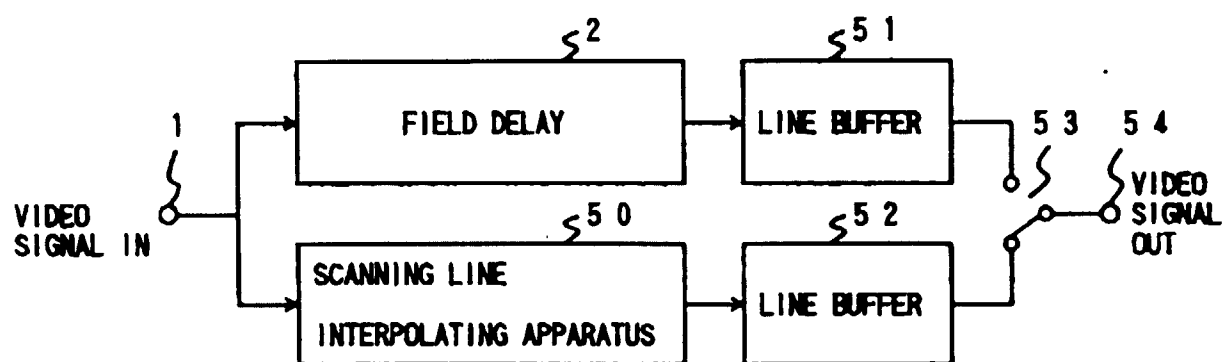 2
5 1
FIELD DELAY
LINE BUFFER
1
5 3
5 4
VIDEO
SIGNAL IN
VIDEO
SIGNAL
OUT
5 0
5 2
SCANNING LINE
INTERPOLATING APPARATUS
LINE BUFFER